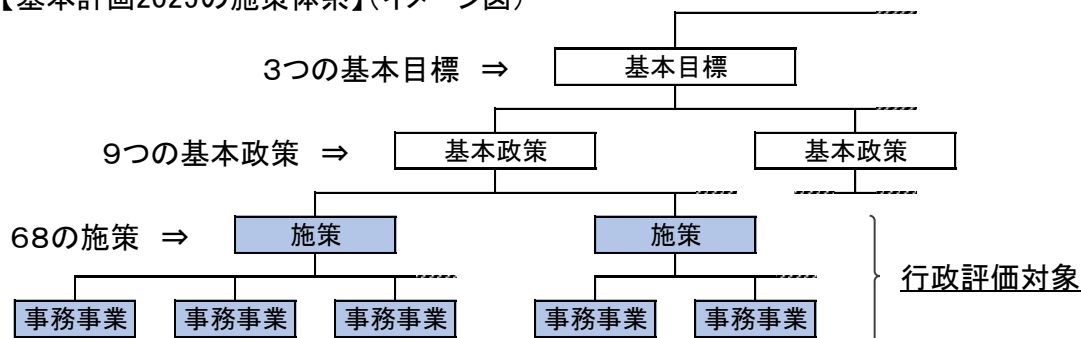 【基本計画2025の施策体系】(イメージ図)
3つの基本目標 ⇒ 基本目標
9つの基本政策 ⇒ 基本政策 基本政策
68の施策 ⇒ 施策 施策
行政評価対象
事務事業 事務事業 事務事業 事務事業 事務事業